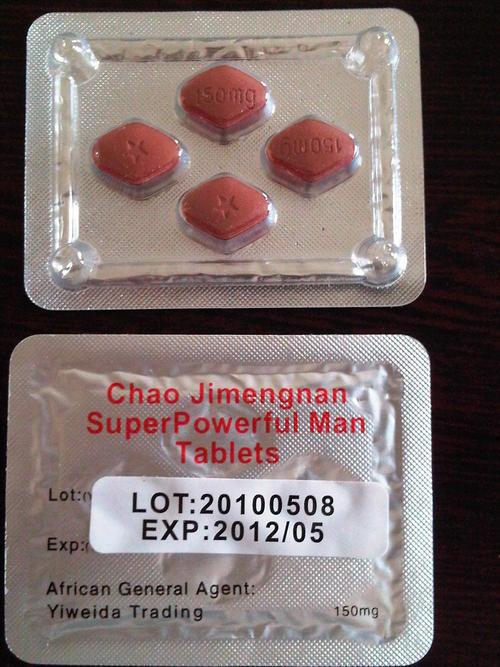 150mg
150mg
Chao Jimengnan
SuperPowerful Man
Tablets
Lot:
LOT:20100508
EXP:2012/05
Exp:
African General Agent:
Yiweida Trading
150mg